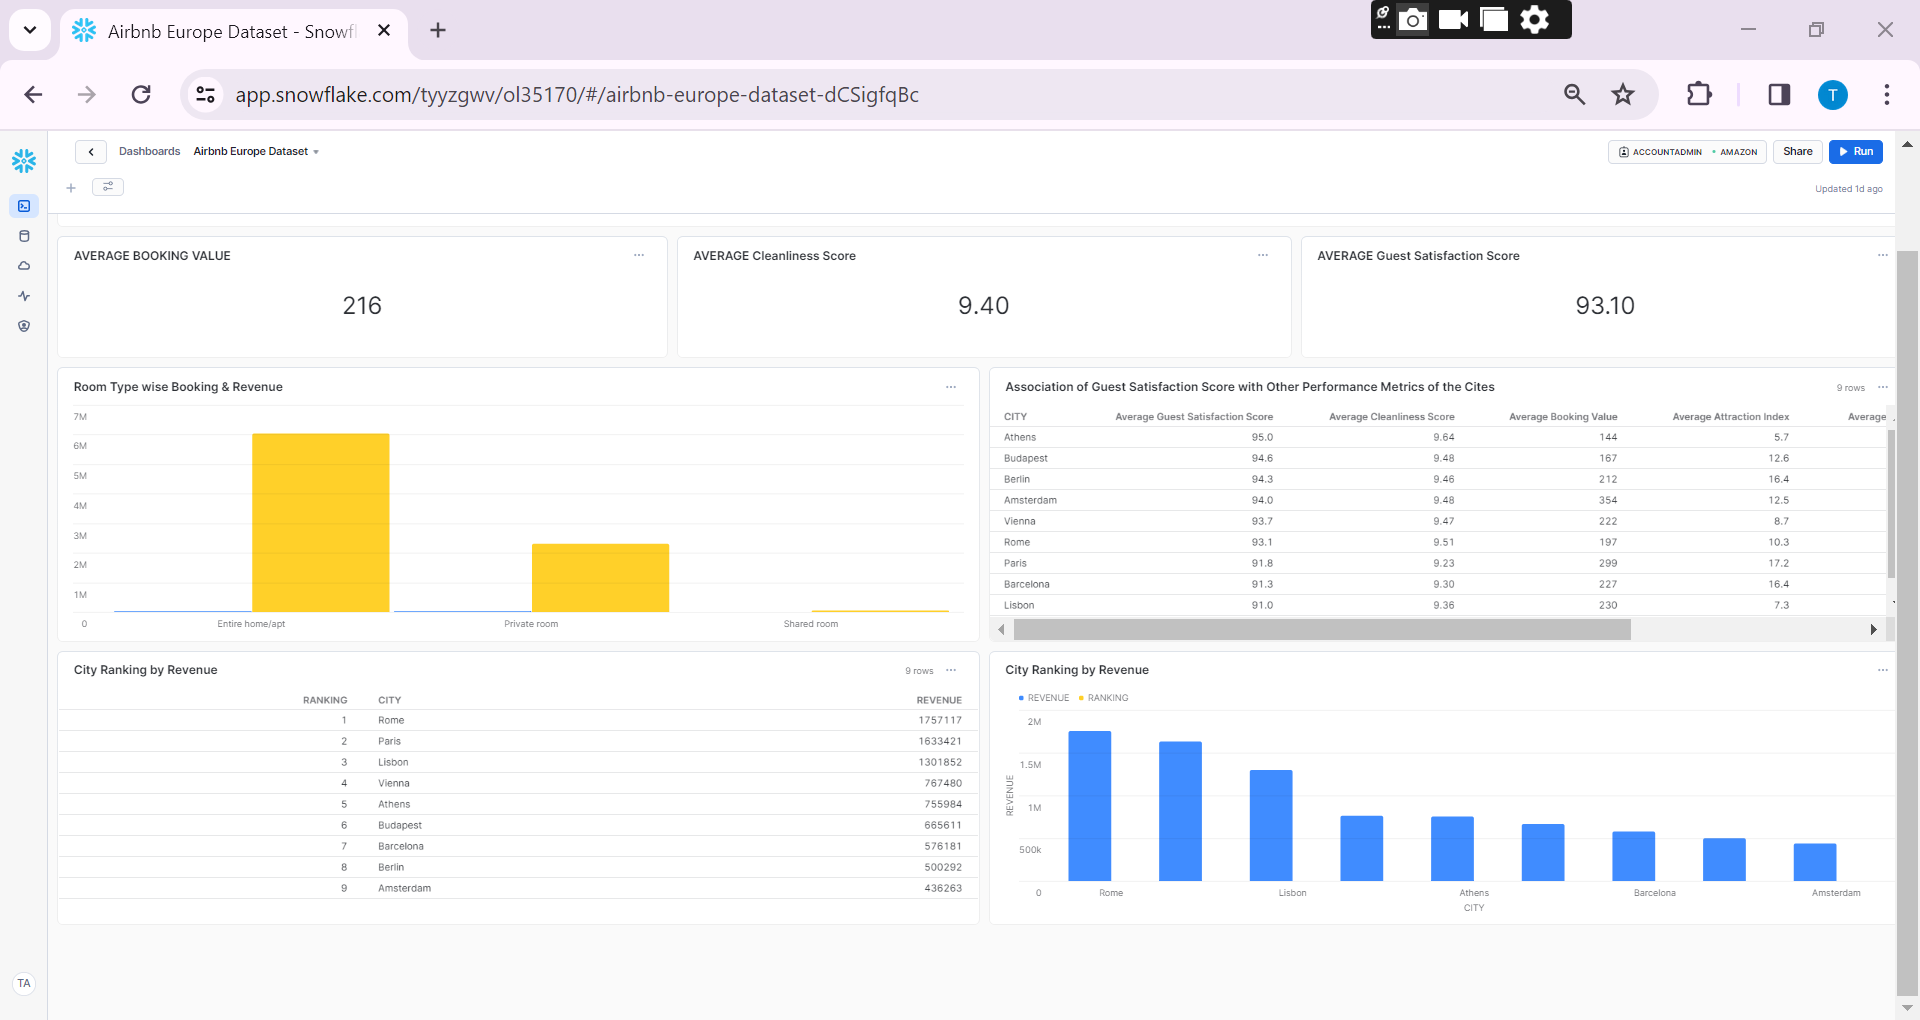 Airbnb Europe Dataset - Snowfl
app.snowflake.com/tyyzgwv/ol35170/#/airbnb-europe-dataset-dCSigfqBc
T
Dashboards Airbnb Europe Dataset
ACCOUNTADMIN AMAZON Share Run
Updated 1d ago
AVERAGE BOOKING VALUE
216
AVERAGE Cleanliness Score
9.40
AVERAGE Guest Satisfaction Score
93.10
Room Type wise Booking & Revenue
7M
6M
5M
4M
3M
2M
1M
0
Entire home/apt Private room Shared room
Association of Guest Satisfaction Score with Other Performance Metrics of the Cites 9 rows
CITY Average Guest Satisfaction Score Average Cleanliness Score Average Booking Value Average Attraction Index Average
Athens 95.0 9.64 144 5.7
Budapest 94.6 9.48 167 12.6
Berlin 94.3 9.46 212 16.4
Amsterdam 94.0 9.48 354 12.5
Vienna 93.7 9.47 222 8.7
Rome 93.1 9.51 197 10.3
Paris 91.8 9.23 299 17.2
Barcelona 91.3 9.30 227 16.4
Lisbon 91.0 9.36 230 7.3
City Ranking by Revenue 9 rows
RANKING CITY REVENUE
1 Rome 1757117
2 Paris 1633421
3 Lisbon 1301852
4 Vienna 767480
5 Athens 755984
6 Budapest 665611
7 Barcelona 576181
8 Berlin 500292
9 Amsterdam 436263
City Ranking by Revenue
REVENUE RANKING
2M
1.5M
1M
500k
0
REVENUE
Rome Lisbon Athens Barcelona Amsterdam
CITY
TA